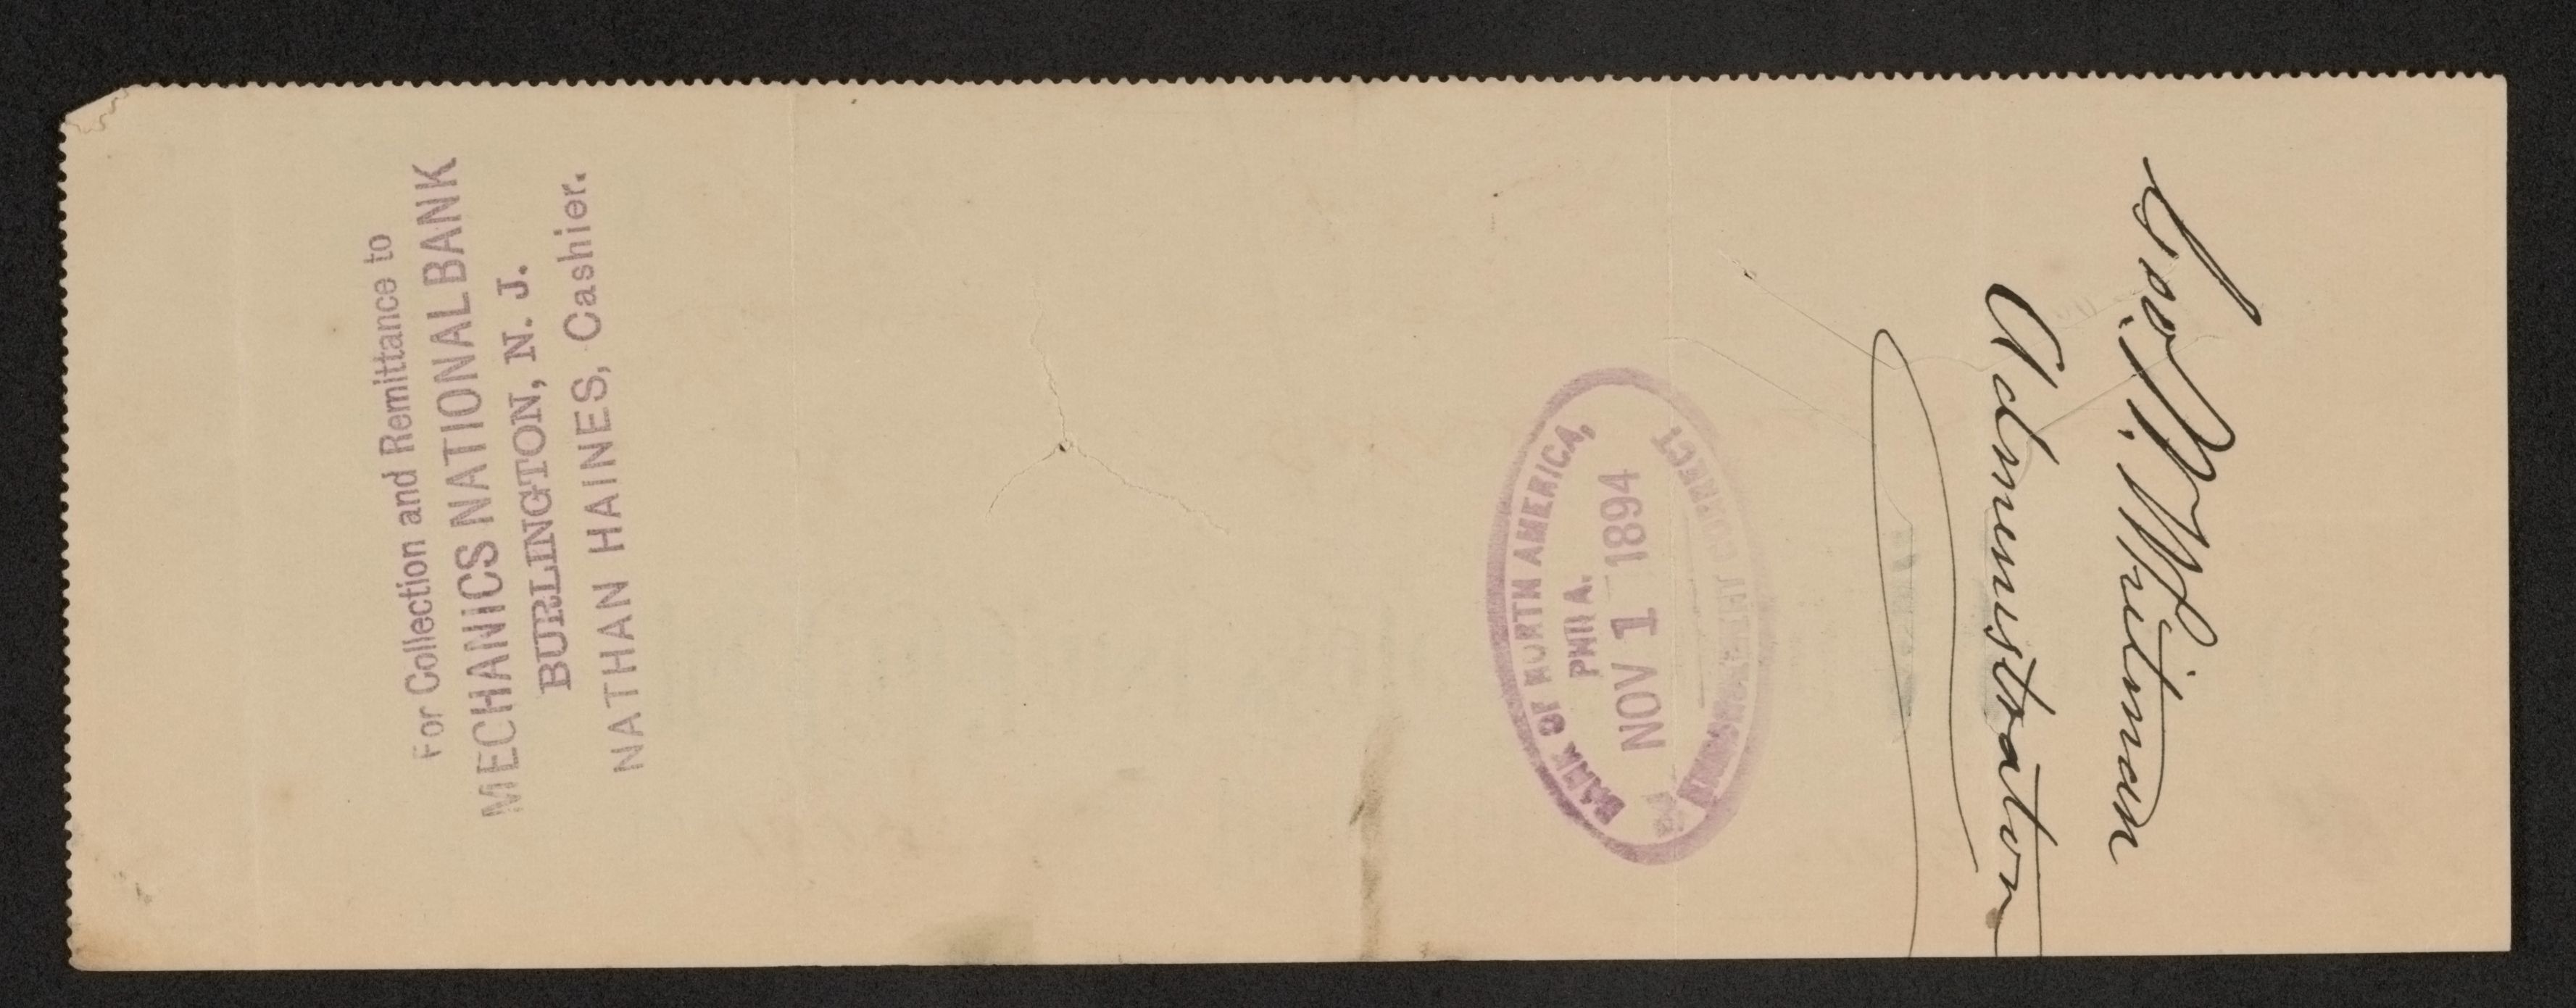 For Collection and Remittance to
MECHANICS NATIONAL BANK
BURLINGTON, N. J.
NATHAN HAINES, Cashier.
BANK OF NORTH AMERICA,
PHILA.
NOV 1 1894
CORRECT
Geo. W. Whitman
Administrator